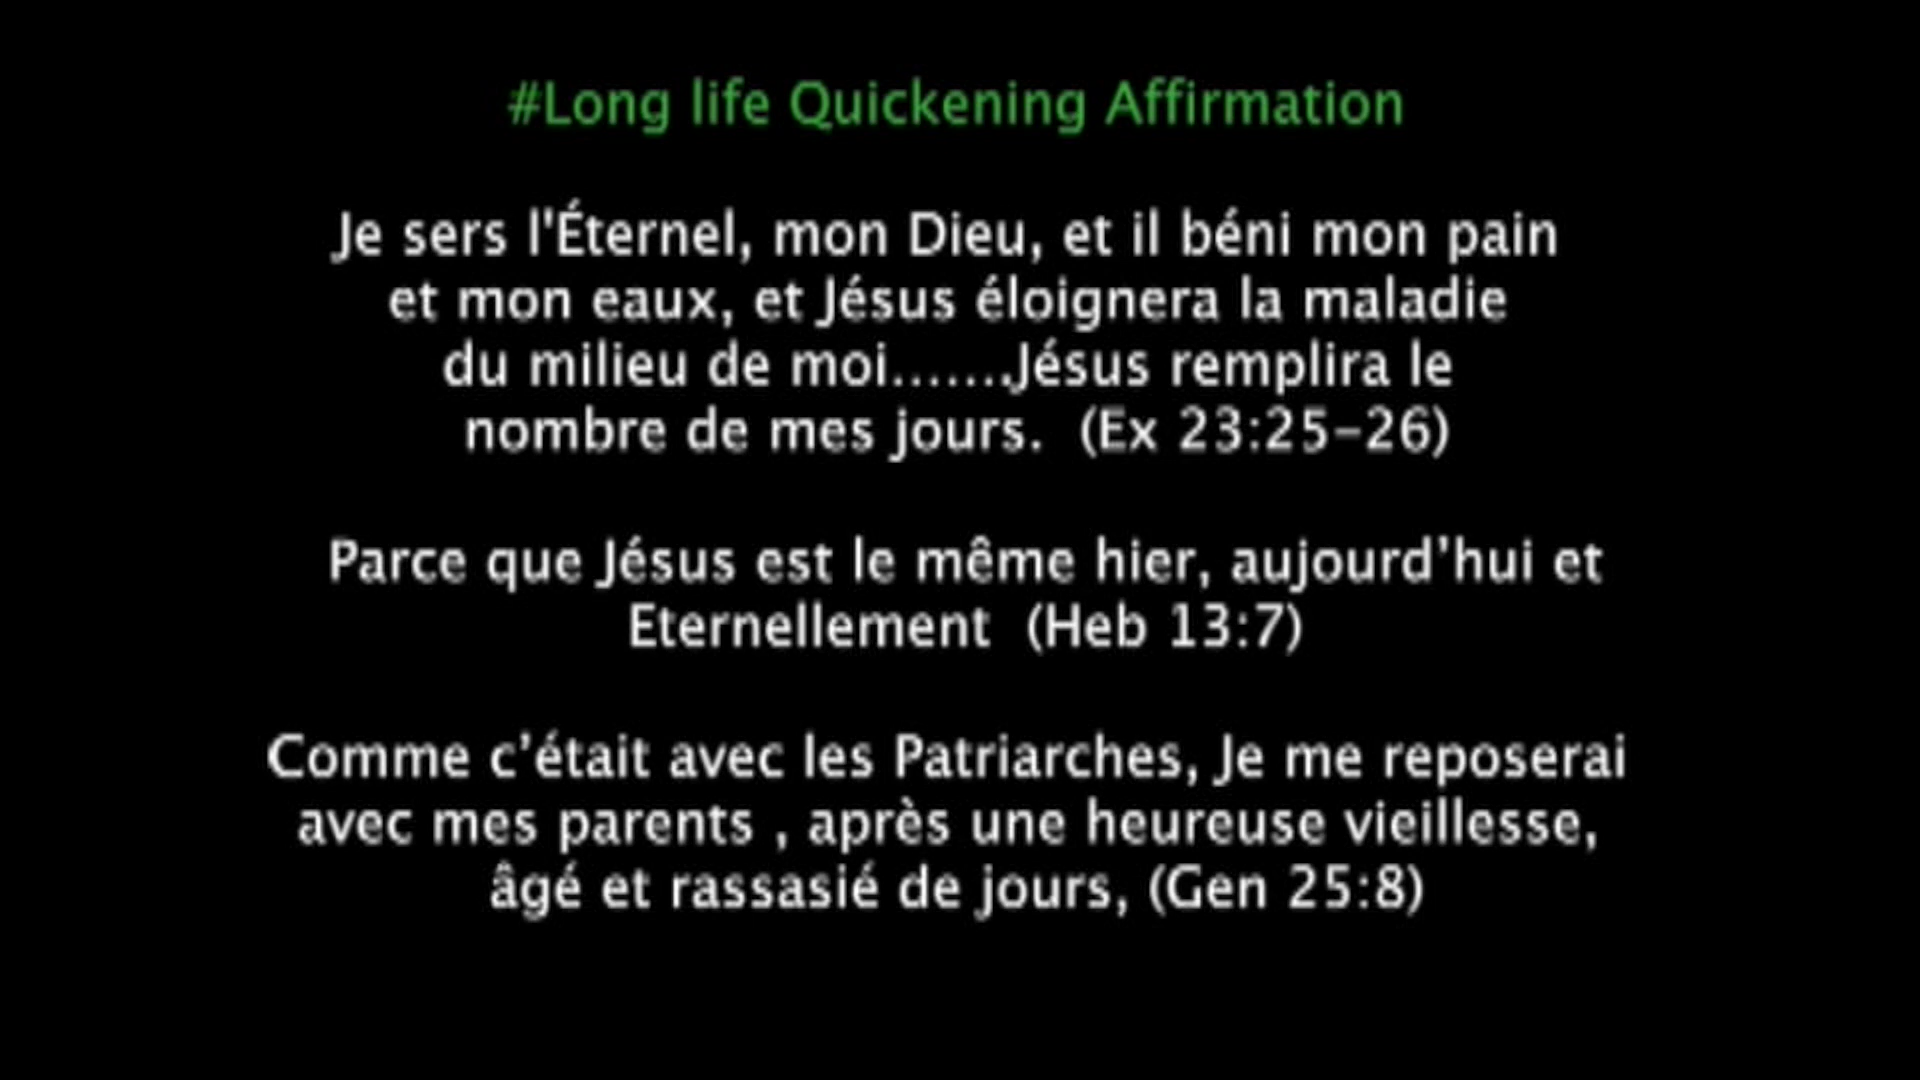 #Long life Quickening Affirmation
Je sers l'Éternel, mon Dieu, et il béni mon pain
et mon eaux, et Jésus éloignera la maladie
du milieu de moi.......Jésus remplira le
nombre de mes jours.  (Ex 23:25-26)
Parce que Jésus est le même hier, aujourd’hui et
Eternellement  (Heb 13:7)
Comme c’était avec les Patriarches, Je me reposerai
avec mes parents , après une heureuse vieillesse,
âgé et rassasié de jours, (Gen 25:8)